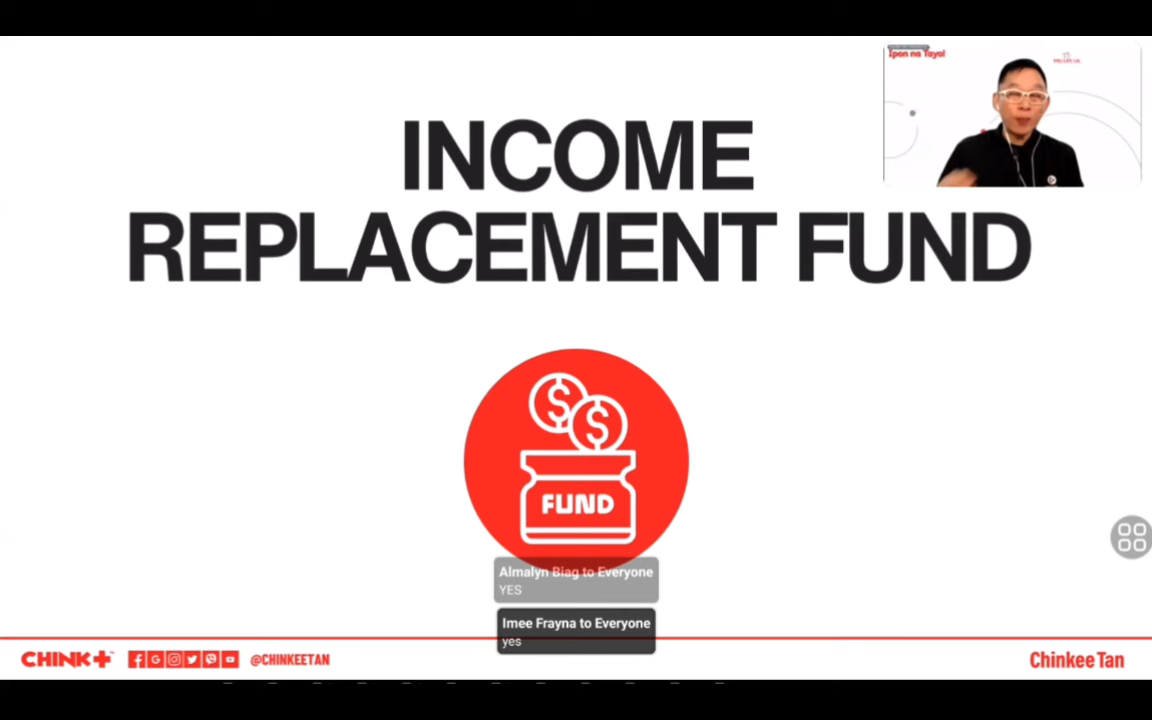 Ipon na Tayo!
INCOME
REPLACEMENT FUND
$
$
FUND
Almalyn Biag to Everyone
YES
Imee Frayna to Everyone
yes
CHINK+ @CHINKEETAN
Chinkee Tan